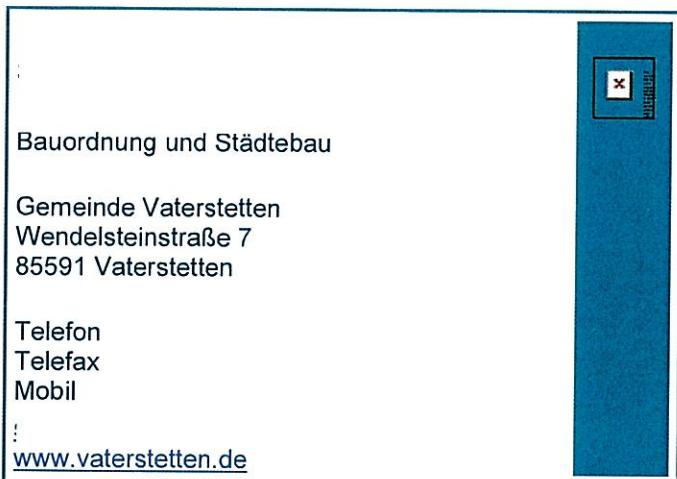 Bauordnung und Städtebau
Gemeinde Vaterstetten
Wendelsteinstraße 7
85591 Vaterstetten
Telefon
Telefax
Mobil
www.vaterstetten.de